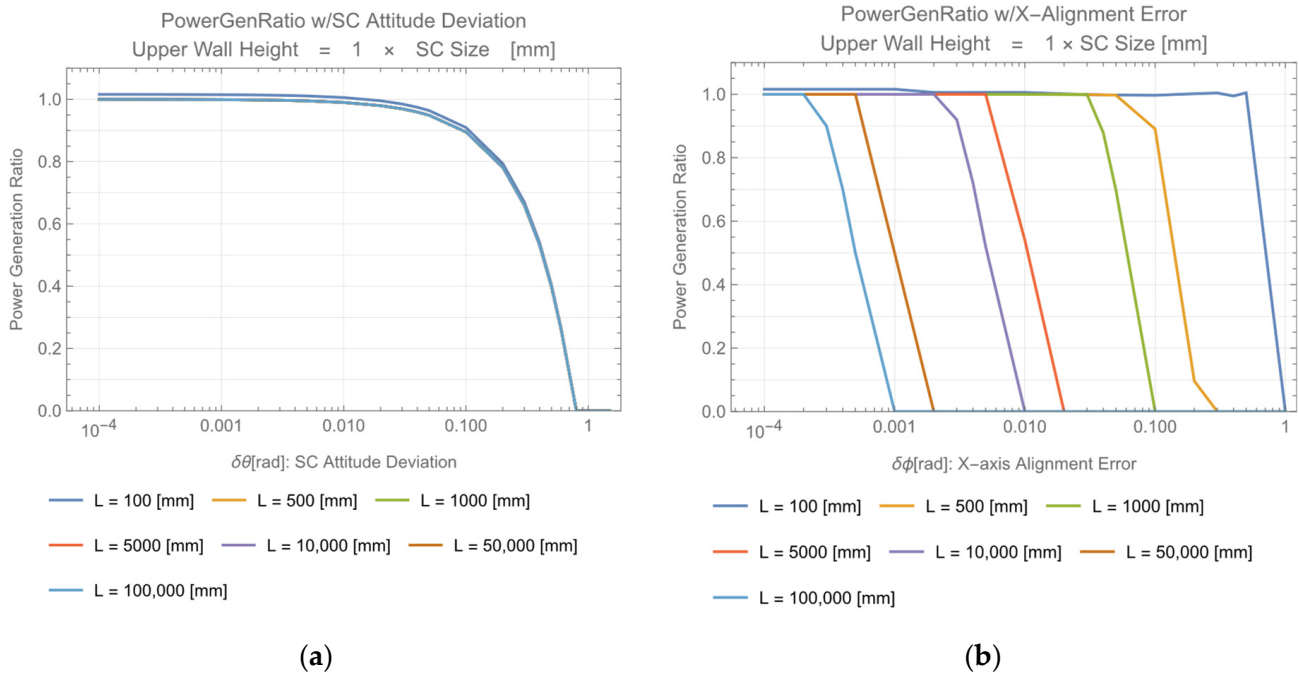 PowerGenRatio w/SC Attitude Deviation
Upper Wall Height = 1 × SC Size [mm]
Power Generation Ratio
1.0
0.8
0.6
0.4
0.2
0.0
10⁻⁴ 0.001 0.010 0.100 1
δθ[rad]: SC Attitude Deviation
L = 100 [mm] L = 500 [mm] L = 1000 [mm]
L = 5000 [mm] L = 10,000 [mm] L = 50,000 [mm]
L = 100,000 [mm]
(a)
PowerGenRatio w/X−Alignment Error
Upper Wall Height = 1 × SC Size [mm]
Power Generation Ratio
1.0
0.8
0.6
0.4
0.2
0.0
10⁻⁴ 0.001 0.010 0.100 1
δϕ[rad]: X−axis Alignment Error
L = 100 [mm] L = 500 [mm] L = 1000 [mm]
L = 5000 [mm] L = 10,000 [mm] L = 50,000 [mm]
L = 100,000 [mm]
(b)